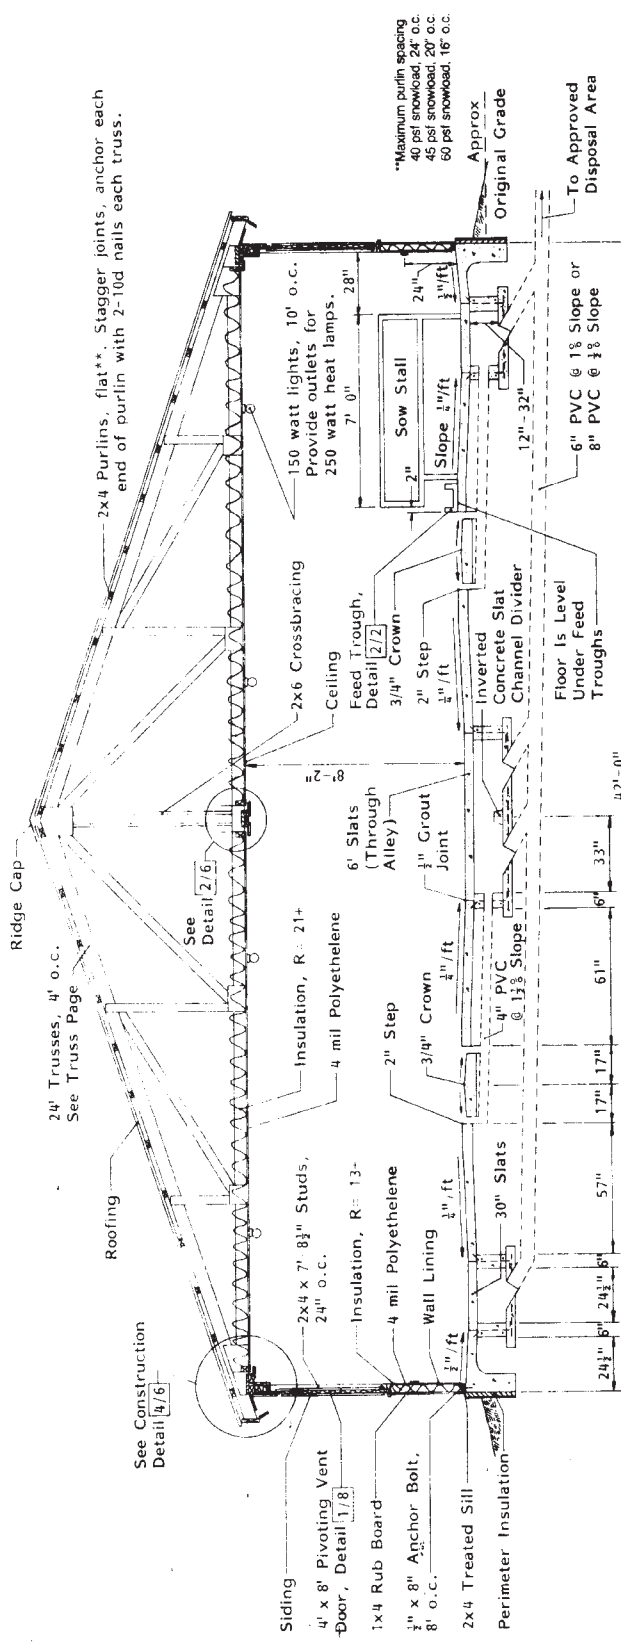 Ridge Cap
24' Trusses, 4' o.c.
See Truss Page
Roofing
See Construction
Detail 4/6
2x4 Purlins, flat**. Stagger joints, anchor each
end of purlin with 2-10d nails each truss.
**Maximum purlin spacing
40 psf snowload, 24" o.c.
45 psf snowload, 20" o.c.
60 psf snowload, 16" o.c.
See
Detail 2/6
Siding
4' x 8' Pivoting Vent
Door, Detail 1/8
1x4 Rub Board
½" x 8" Anchor Bolt,
8' o.c.
2x4 Treated Sill
Perimeter Insulation
2x4 x 7' 8½" Studs,
24" o.c.
Insulation, R= 13+
4 mil Polyethelene
Wall Lining
Insulation, R= 21+
4 mil Polyethelene
2x6 Crossbracing
Ceiling
150 watt lights, 10' o.c.
Provide outlets for
250 watt heat lamps.
8'-2"
28"
7' 0"
Sow Stall
Slope ¼"/ft
2"
24"
½"/ft
Approx
Original Grade
To Approved
Disposal Area
½"/ft
¼"/ft
30" Slats
2" Step
3/4" Crown
¼"/ft
4" PVC
@ 1½% Slope
6' Slats
(Through
Alley)
½" Grout
Joint
Feed Trough,
Detail 2/2
3/4" Crown
2" Step
¼"/ft
Inverted
Concrete Slat
Channel Divider
Floor Is Level
Under Feed
Troughs
12"-32"
6" PVC @ 1% Slope or
8" PVC @ ½% Slope
24½"
6"
24½"
6"
57"
17"
17"
61"
6"
33"
42'-0"